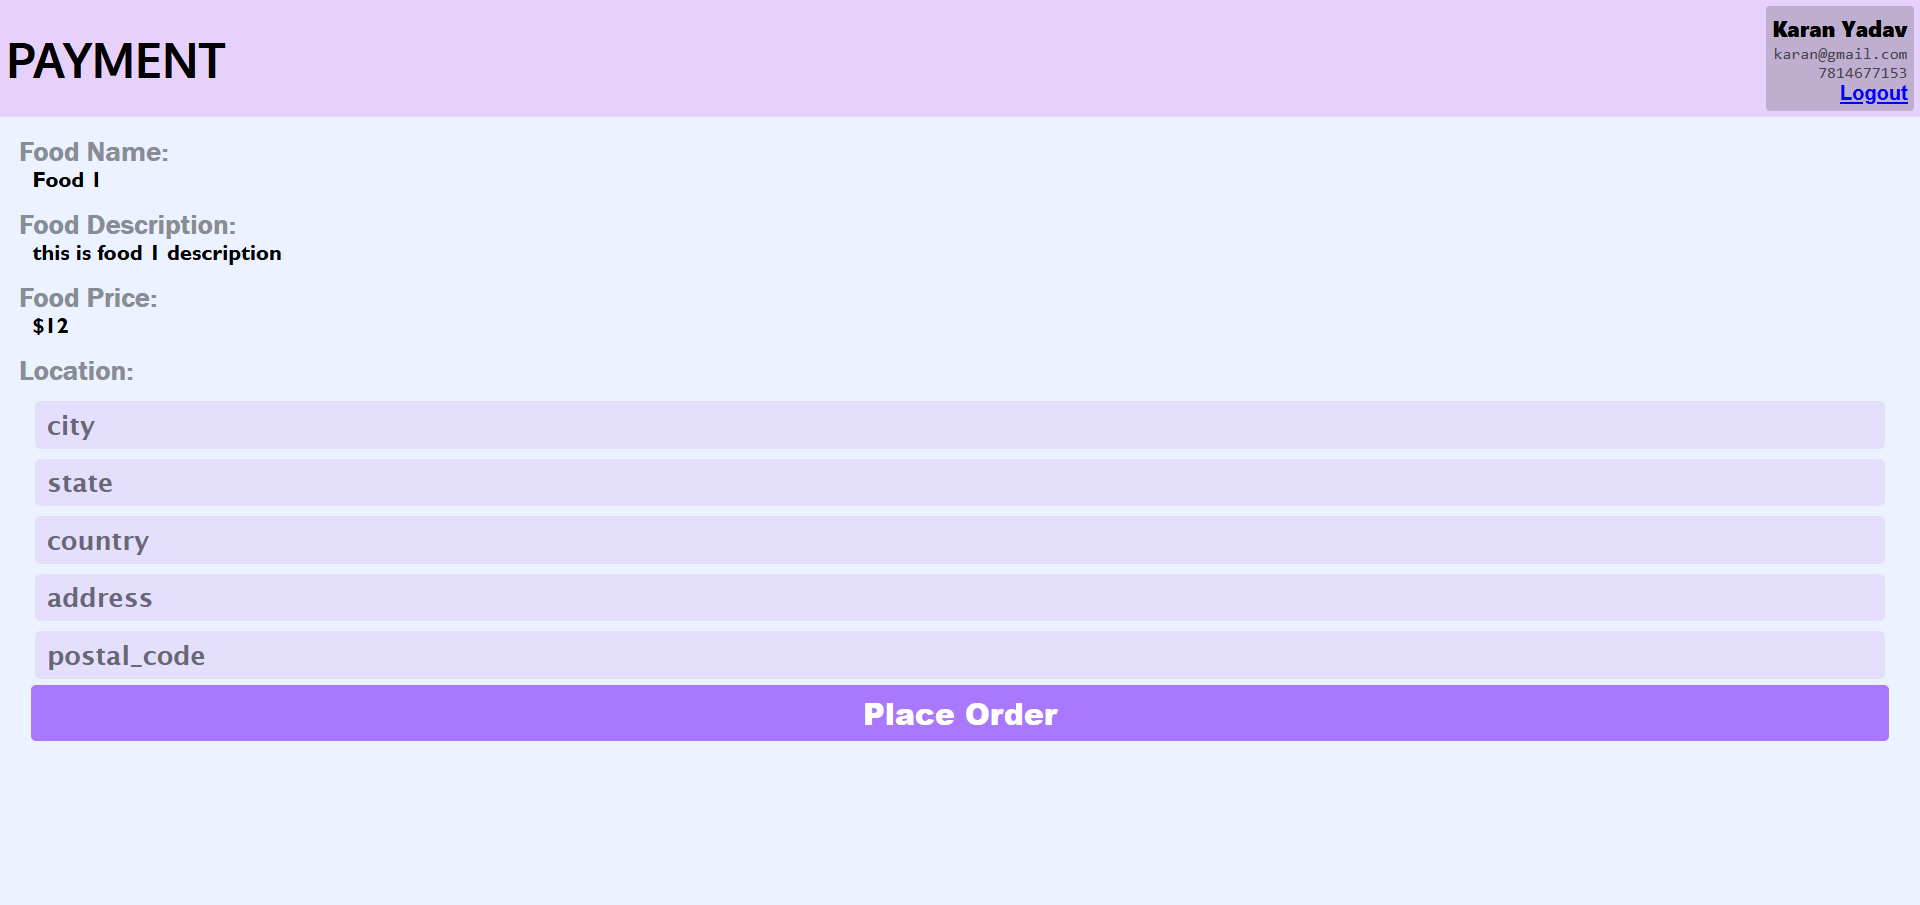 PAYMENT
Karan Yadav
karan@gmail.com
7814677153
Logout
Food Name:
Food 1
Food Description:
this is food 1 description
Food Price:
$12
Location:
city
state
country
address
postal_code
Place Order